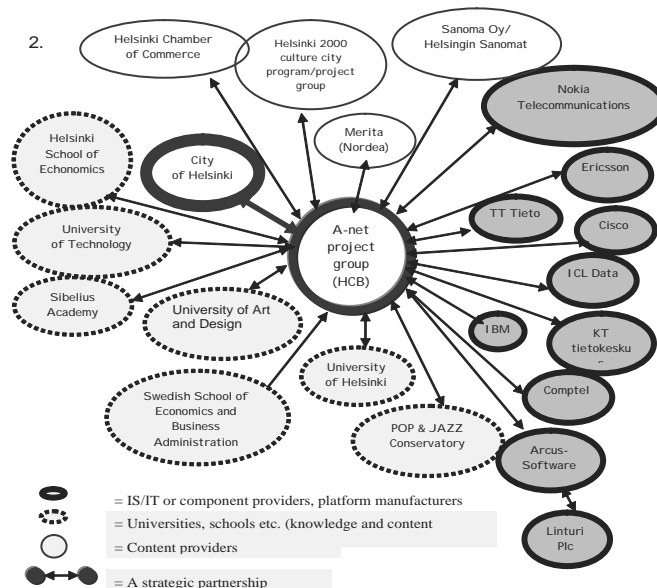 2.
Helsinki Chamber
of Commerce
Helsinki 2000
culture city
program/project
group
Sanoma Oy/
Helsingin Sanomat
Nokia
Telecommunications
Merita
(Nordea)
Helsinki
School of
Echonomics
City
of Helsinki
Ericsson
TT Tieto
Cisco
A-net
project
group
(HCB)
University
of Technology
ICL Data
Sibelius
Academy
University of Art
and Design
IBM
KT
tietokesku
s
University
of Helsinki
Comptel
Swedish School of
Economics and
Business
Administration
POP & JAZZ
Conservatory
Arcus-
Software
Linturi
Plc
= IS/IT or component providers, platform manufacturers
= Universities, schools etc. (knowledge and content
= Content providers
= A strategic partnership